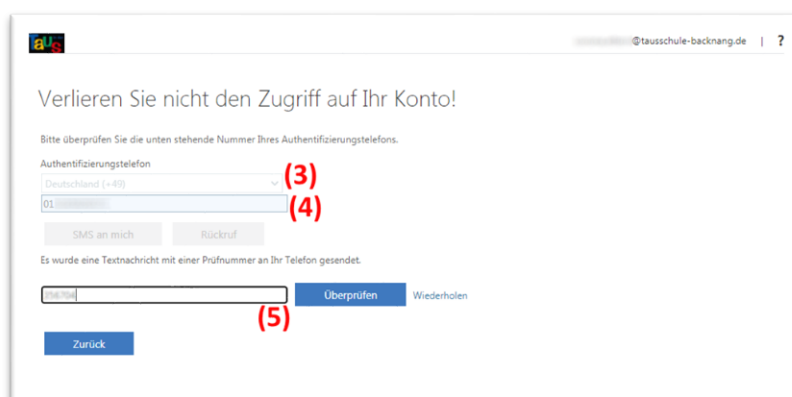 Taus
@tausschule-backnang.de | ?
Verlieren Sie nicht den Zugriff auf Ihr Konto!
Bitte überprüfen Sie die unten stehende Nummer Ihres Authentifizierungstelefons.
Authentifizierungstelefon
Deutschland (+49) (3)
01 (4)
SMS an mich Rückruf
Es wurde eine Textnachricht mit einer Prüfnummer an Ihr Telefon gesendet.
Überprüfen Wiederholen
(5)
Zurück